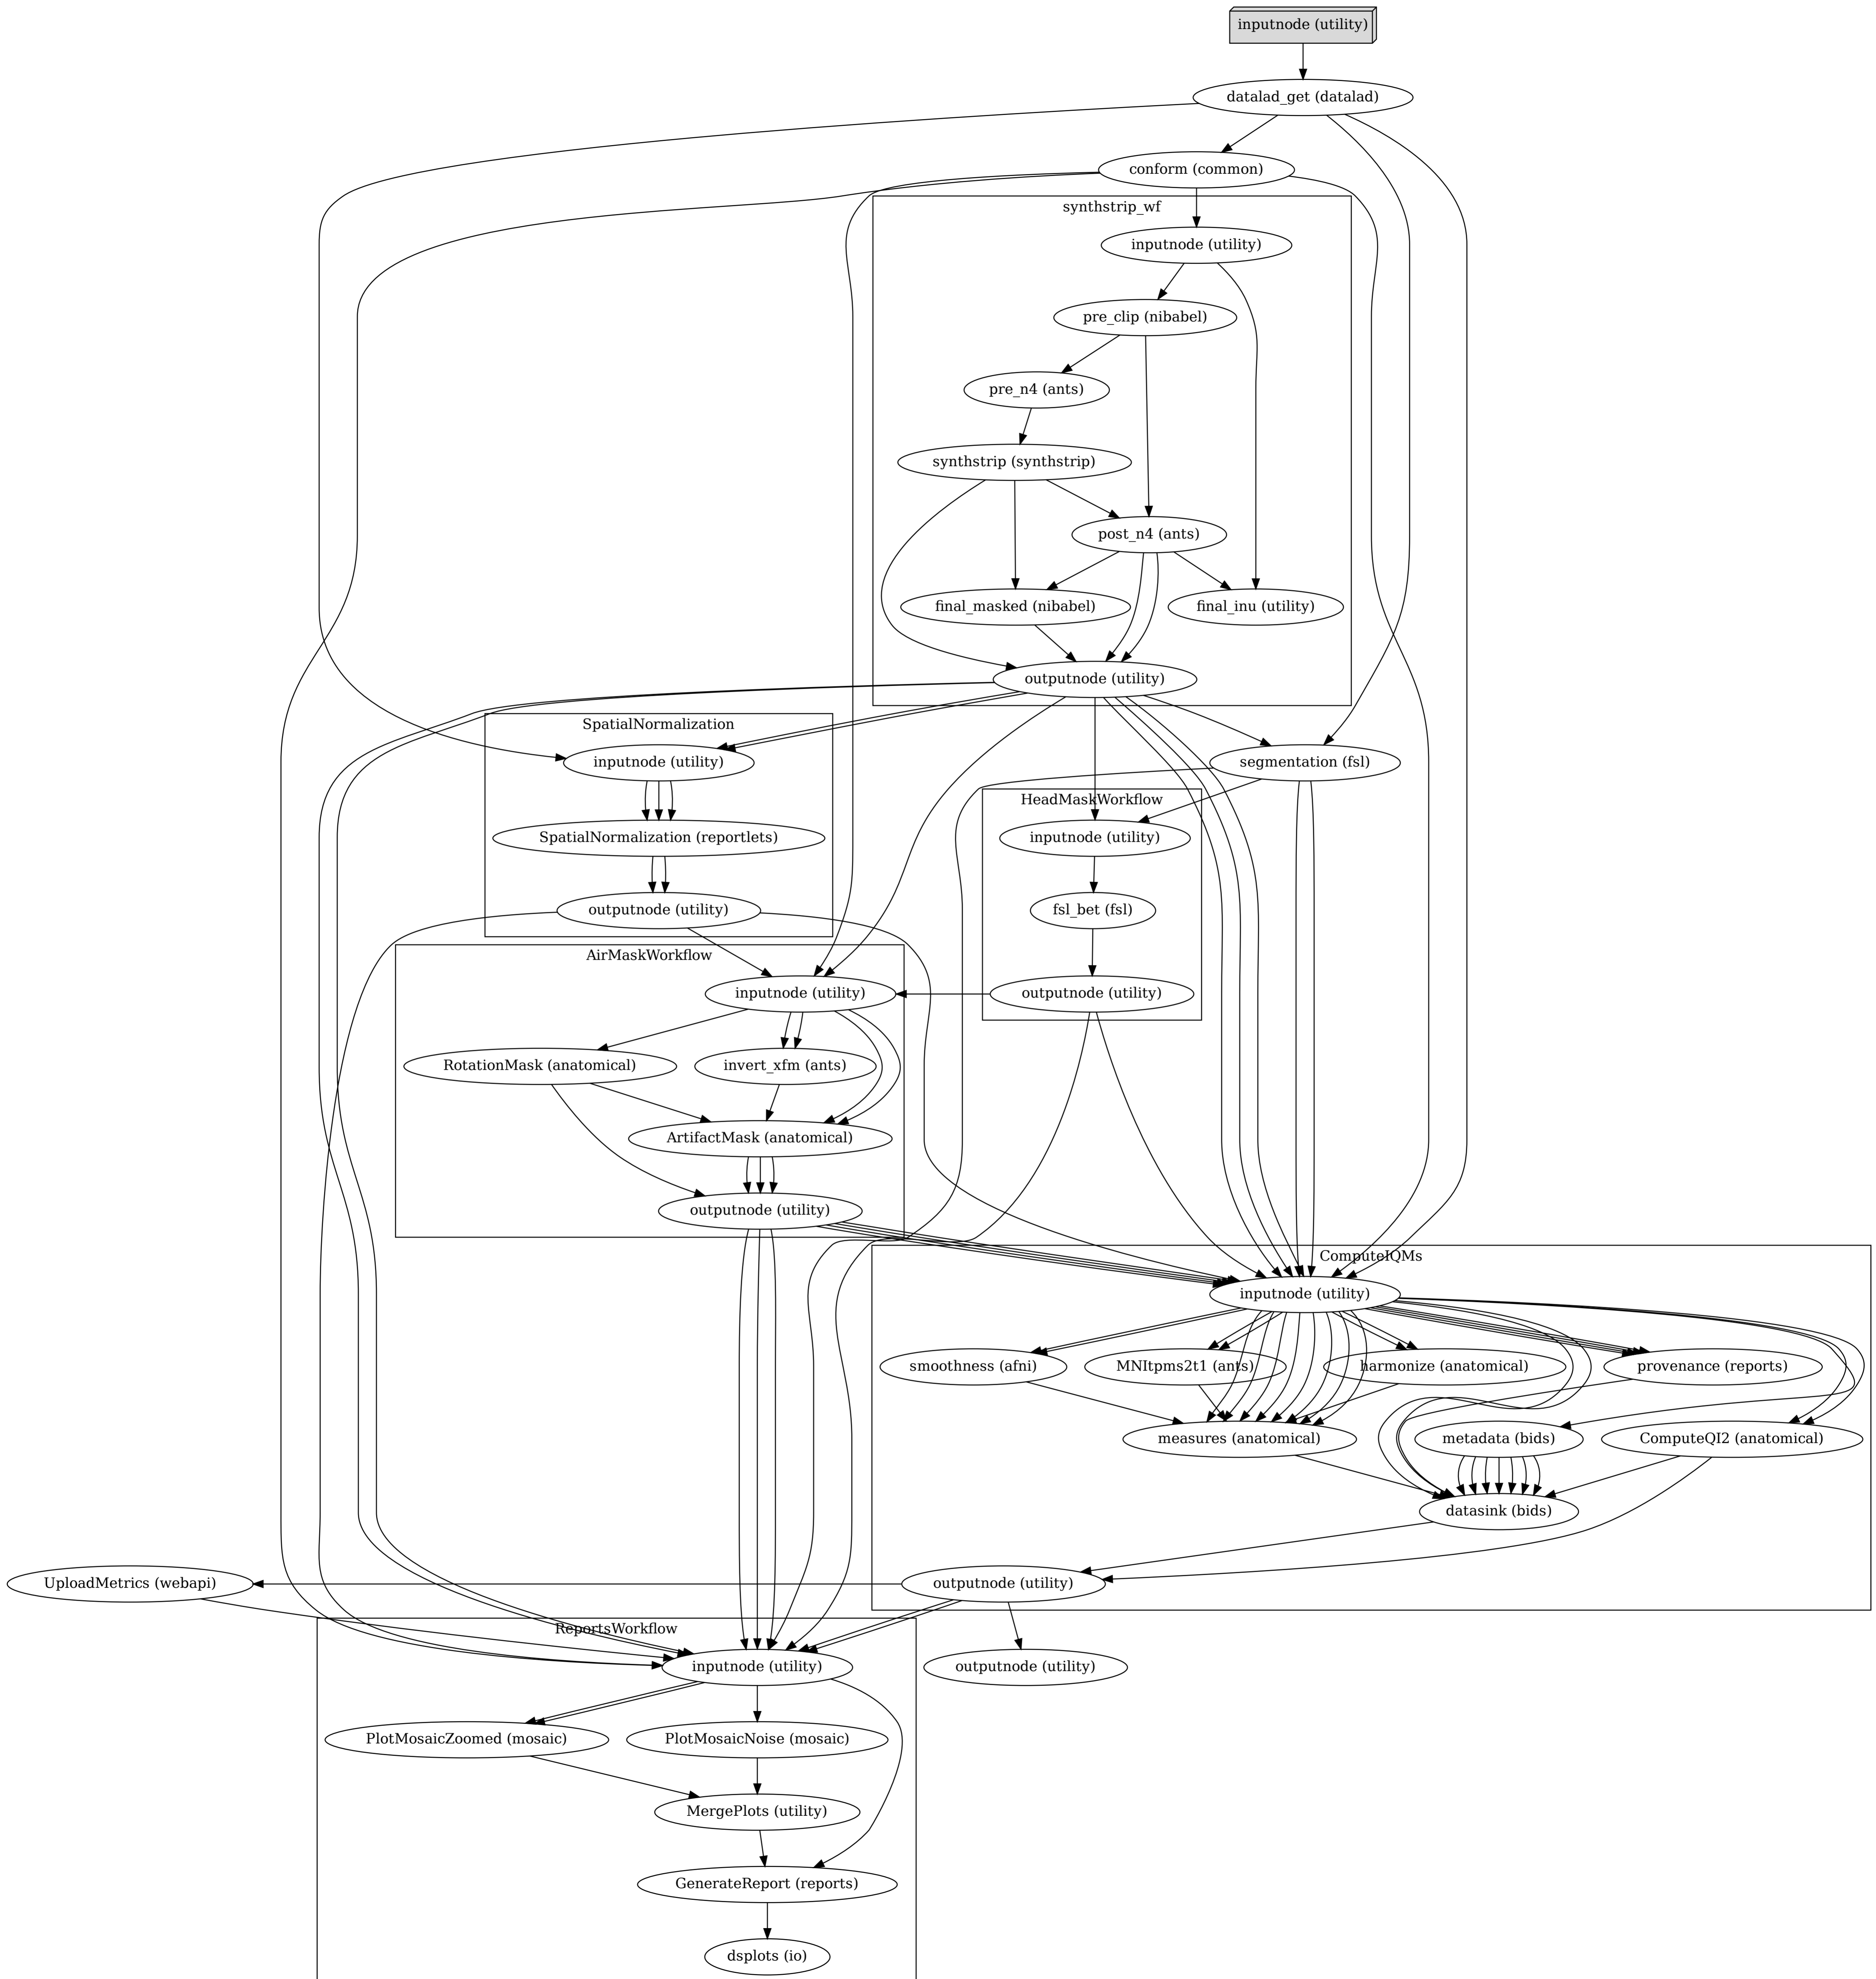 inputnode (utility)
datalad_get (datalad)
conform (common)
synthstrip_wf
inputnode (utility)
pre_clip (nibabel)
pre_n4 (ants)
synthstrip (synthstrip)
post_n4 (ants)
final_masked (nibabel)
final_inu (utility)
outputnode (utility)
SpatialNormalization
inputnode (utility)
segmentation (fsl)
HeadMaskWorkflow
SpatialNormalization (reportlets)
inputnode (utility)
outputnode (utility)
fsl_bet (fsl)
AirMaskWorkflow
inputnode (utility)
outputnode (utility)
RotationMask (anatomical)
invert_xfm (ants)
ArtifactMask (anatomical)
outputnode (utility)
ComputeIQMs
inputnode (utility)
smoothness (afni)
MNItpms2t1 (ants)
harmonize (anatomical)
provenance (reports)
measures (anatomical)
metadata (bids)
ComputeQI2 (anatomical)
datasink (bids)
UploadMetrics (webapi)
outputnode (utility)
ReportsWorkflow
inputnode (utility)
outputnode (utility)
PlotMosaicZoomed (mosaic)
PlotMosaicNoise (mosaic)
MergePlots (utility)
GenerateReport (reports)
dsplots (io)